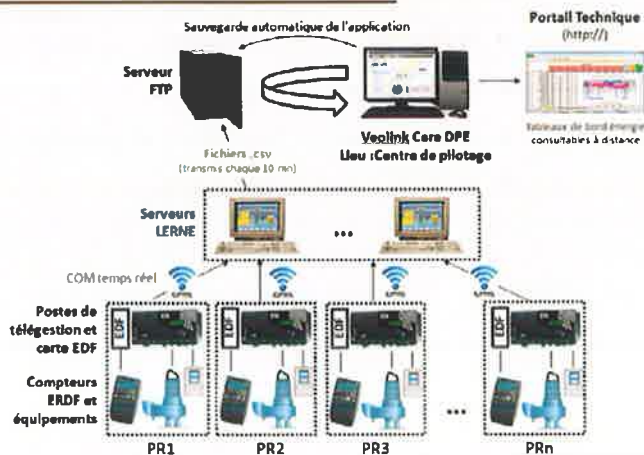 Sauvegarde automatique de l'application
Portail Technique
(http://)
Serveur
FTP
Tableaux de bord énergie
consultables à distance
Veolink Care DPE
Lieu : Centre de pilotage
Fichiers .csv
(transmis chaque 10 mn)
Serveurs
LERNE
...
COM temps réel
Postes de
télégestion et
carte EDF
EDF
EDF
EDF
EDF
Compteurs
ERDF et
équipements
...
PR1
PR2
PR3
PRn